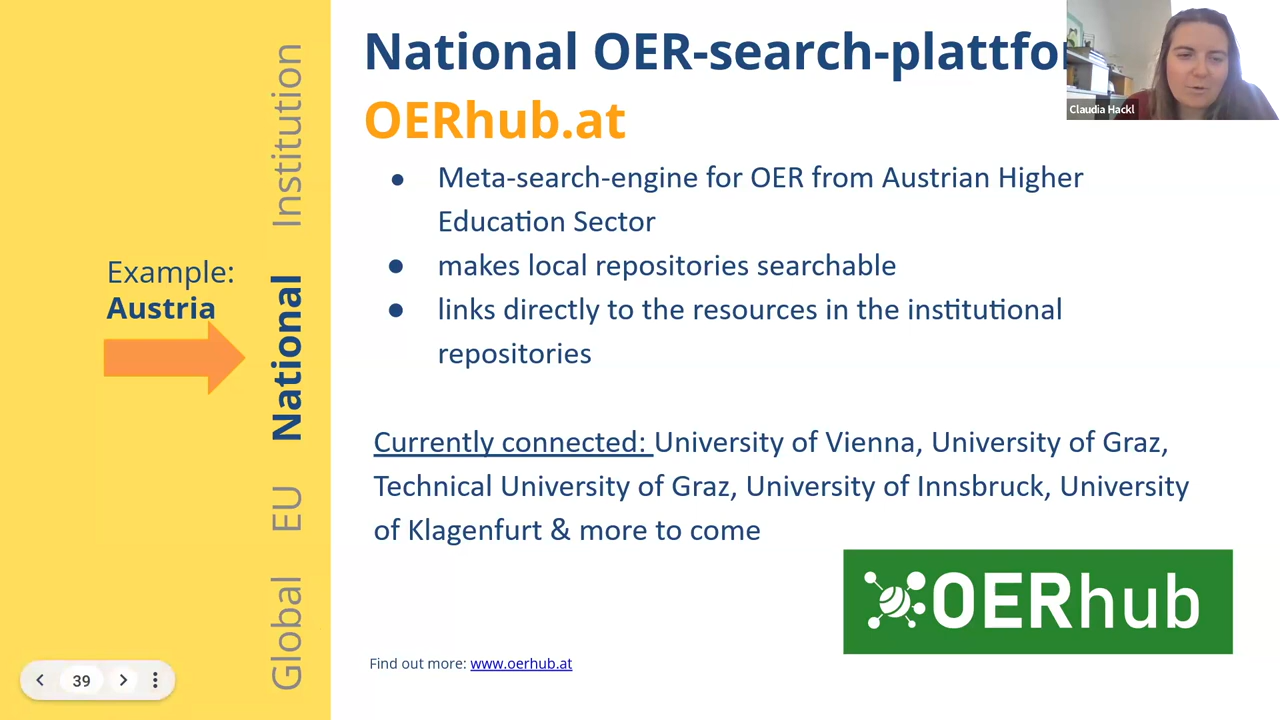 National OER-search-plattfo
OERhub.at
Claudia Hackl
● Meta-search-engine for OER from Austrian Higher
Education Sector
● makes local repositories searchable
● links directly to the resources in the institutional
repositories
Currently connected: University of Vienna, University of Graz,
Technical University of Graz, University of Innsbruck, University
of Klagenfurt & more to come
OERhub
Find out more: www.oerhub.at
Example:
Austria
Institution
National
EU
Global
39